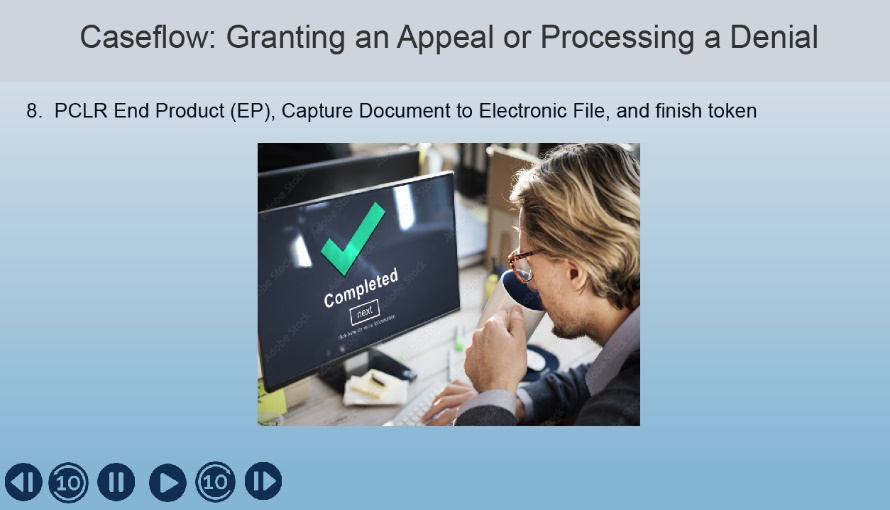 Caseflow: Granting an Appeal or Processing a Denial
8. PCLR End Product (EP), Capture Document to Electronic File, and finish token
Completed
next
10
10